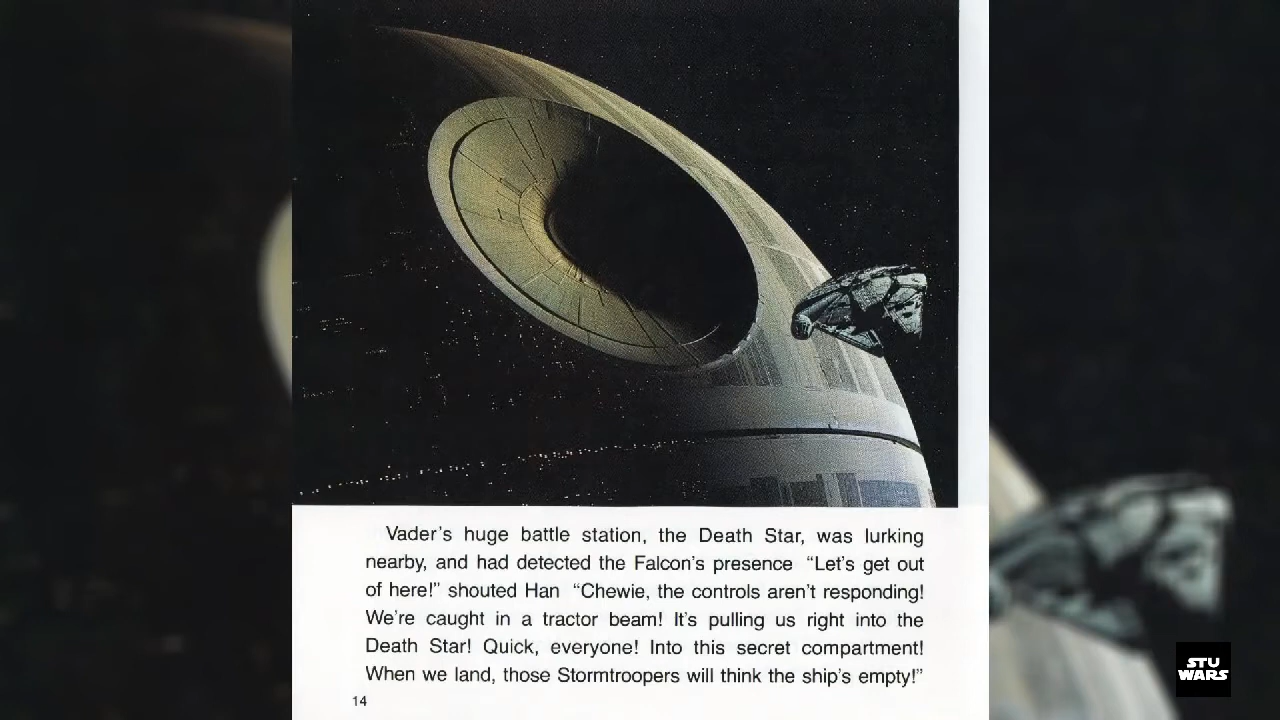 Vader's huge battle station, the Death Star, was lurking
nearby, and had detected the Falcon's presence “Let's get out
of here!” shouted Han “Chewie, the controls aren't responding!
We're caught in a tractor beam! It's pulling us right into the
Death Star! Quick, everyone! Into this secret compartment!
When we land, those Stormtroopers will think the ship's empty!”
14
STU
WARS